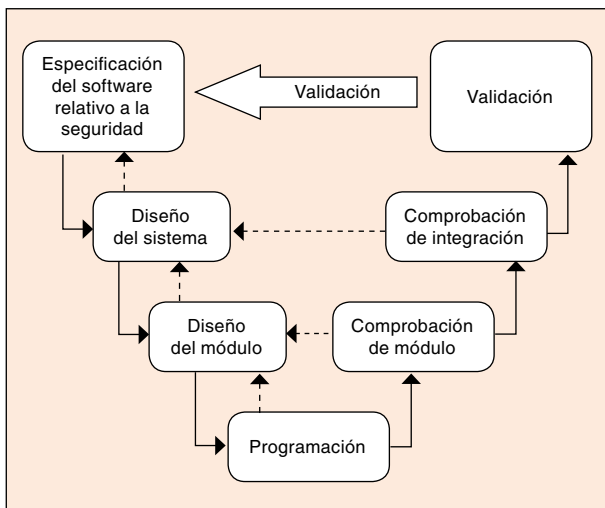 Especificación
del software
relativo a la
seguridad
Validación
Validación
Diseño
del sistema
Comprobación
de integración
Diseño
del módulo
Comprobación
de módulo
Programación